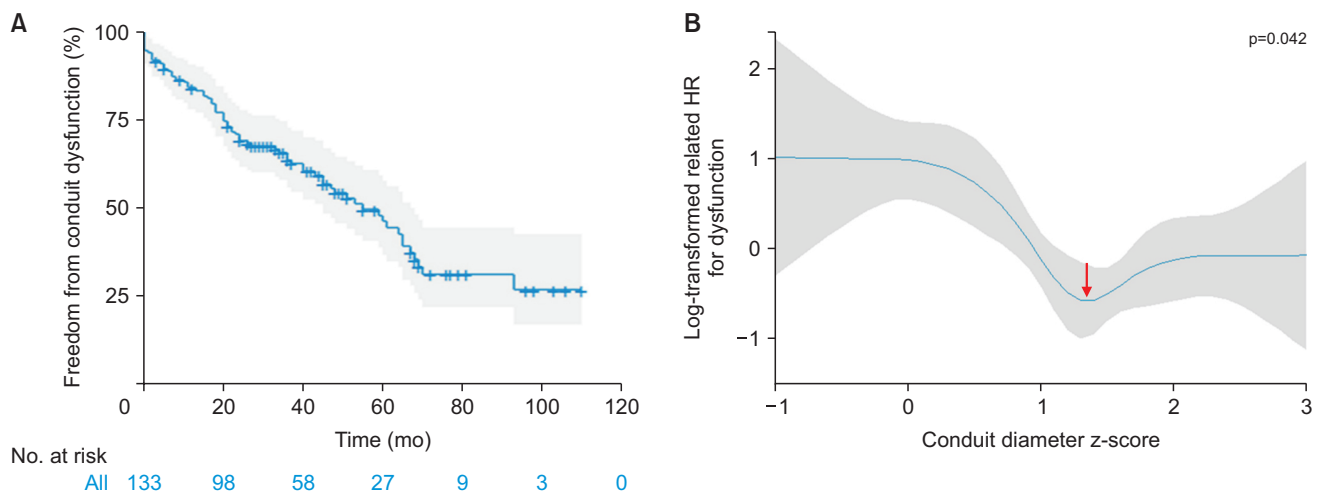 A
Freedom from conduit dysfunction (%)
100
75
50
25
0 20 40 60 80 100 120
Time (mo)
No. at risk
All 133 98 58 27 9 3 0
B
p=0.042
Log-transformed related HR
for dysfunction
2
1
0
−1
−1 0 1 2 3
Conduit diameter z-score